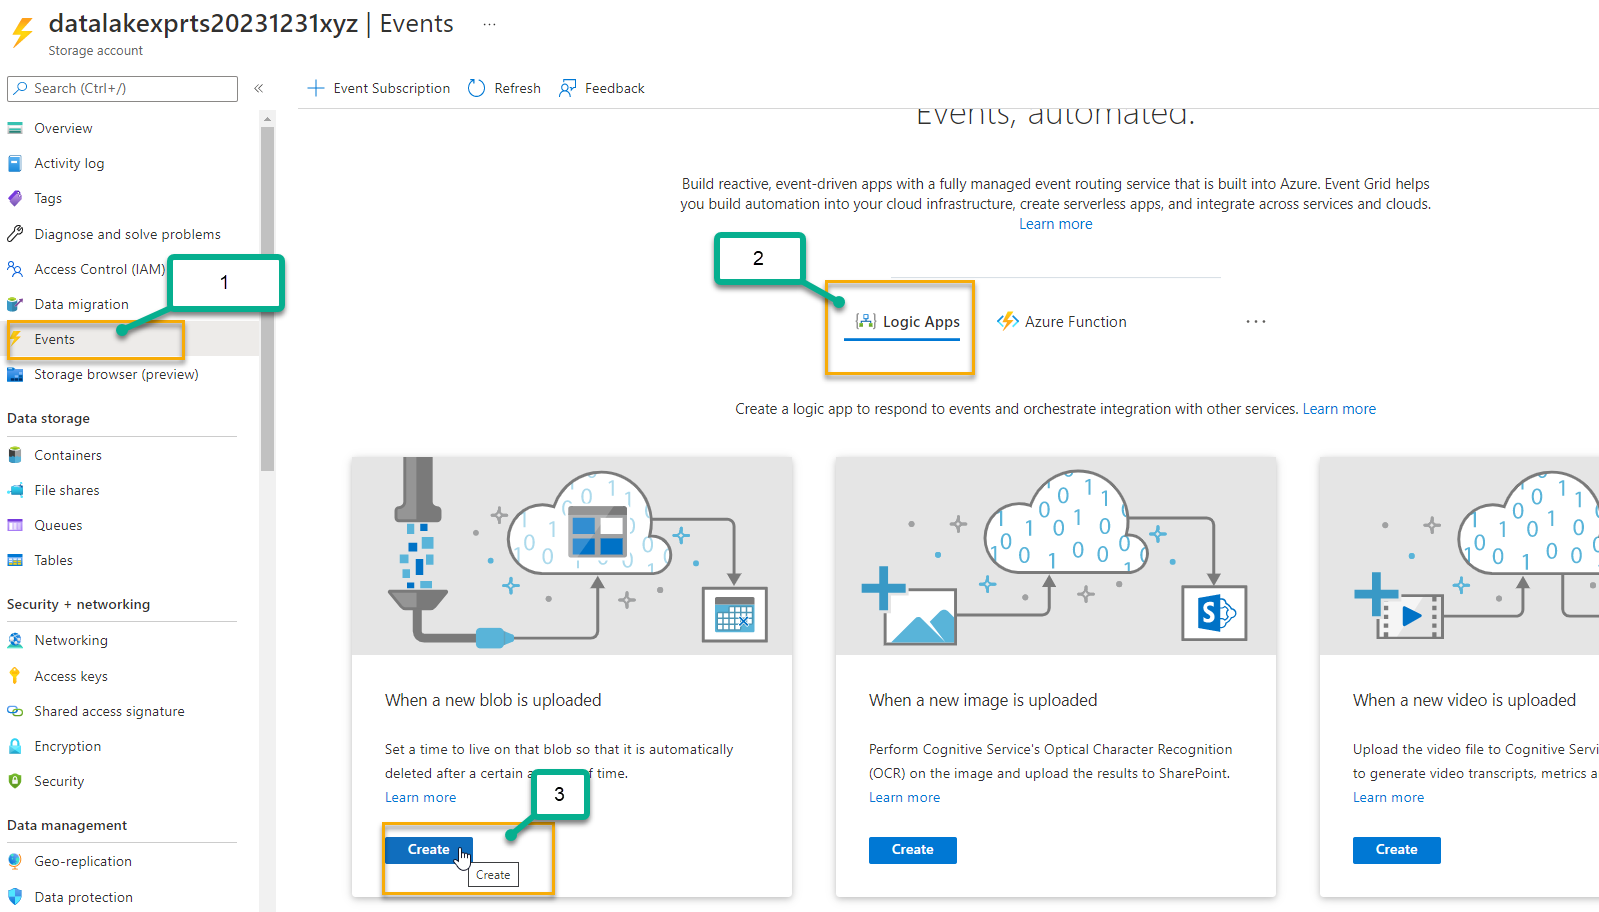 datalakexprts20231231xyz | Events ...
Storage account
Search (Ctrl+/)
«
Event Subscription
Refresh
Feedback
Overview
Activity log
Tags
Diagnose and solve problems
Access Control (IAM)
Data migration
Events
Storage browser (preview)
Data storage
Containers
File shares
Queues
Tables
Security + networking
Networking
Access keys
Shared access signature
Encryption
Security
Data management
Geo-replication
Data protection
1
Events, automated.
Build reactive, event-driven apps with a fully managed event routing service that is built into Azure. Event Grid helps
you build automation into your cloud infrastructure, create serverless apps, and integrate across services and clouds.
Learn more
2
Logic Apps
Azure Function
...
Create a logic app to respond to events and orchestrate integration with other services. Learn more
When a new blob is uploaded
Set a time to live on that blob so that it is automatically
deleted after a certain of time.
Learn more
3
Create
Create
When a new image is uploaded
Perform Cognitive Service's Optical Character Recognition
(OCR) on the image and upload the results to SharePoint.
Learn more
Create
When a new video is uploaded
Upload the video file to Cognitive
to generate video transcripts, metrics
Learn more
Create